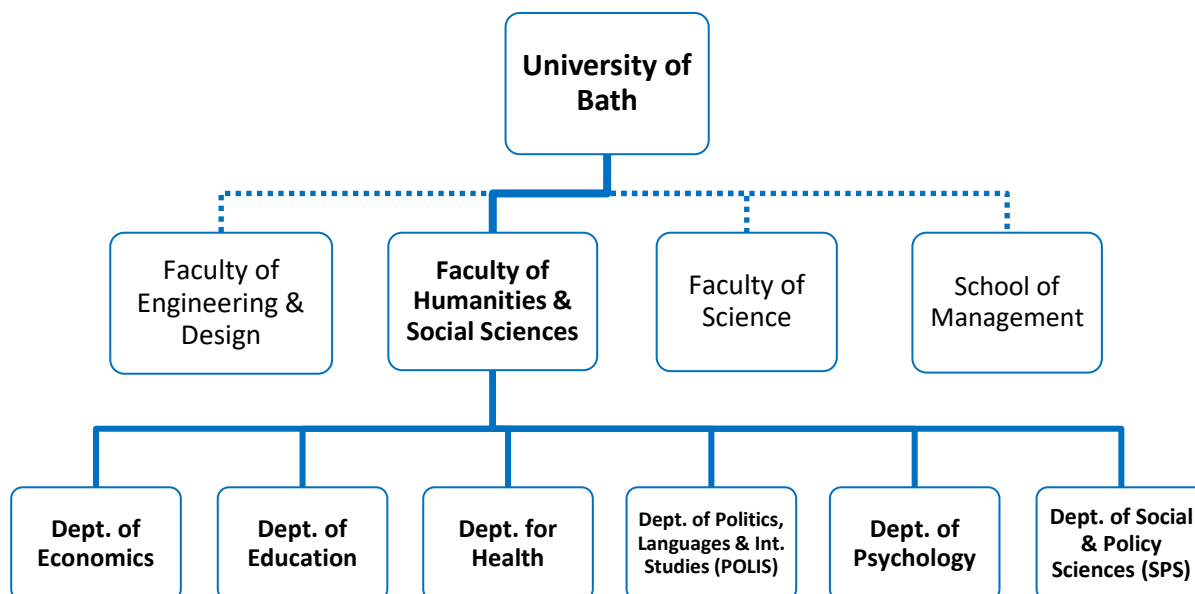 University of
Bath
Faculty of
Engineering &
Design
Faculty of
Humanities &
Social Sciences
Faculty of
Science
School of
Management
Dept. of
Economics
Dept. of
Education
Dept. for
Health
Dept. of Politics,
Languages & Int.
Studies (POLIS)
Dept. of
Psychology
Dept. of Social
& Policy
Sciences (SPS)